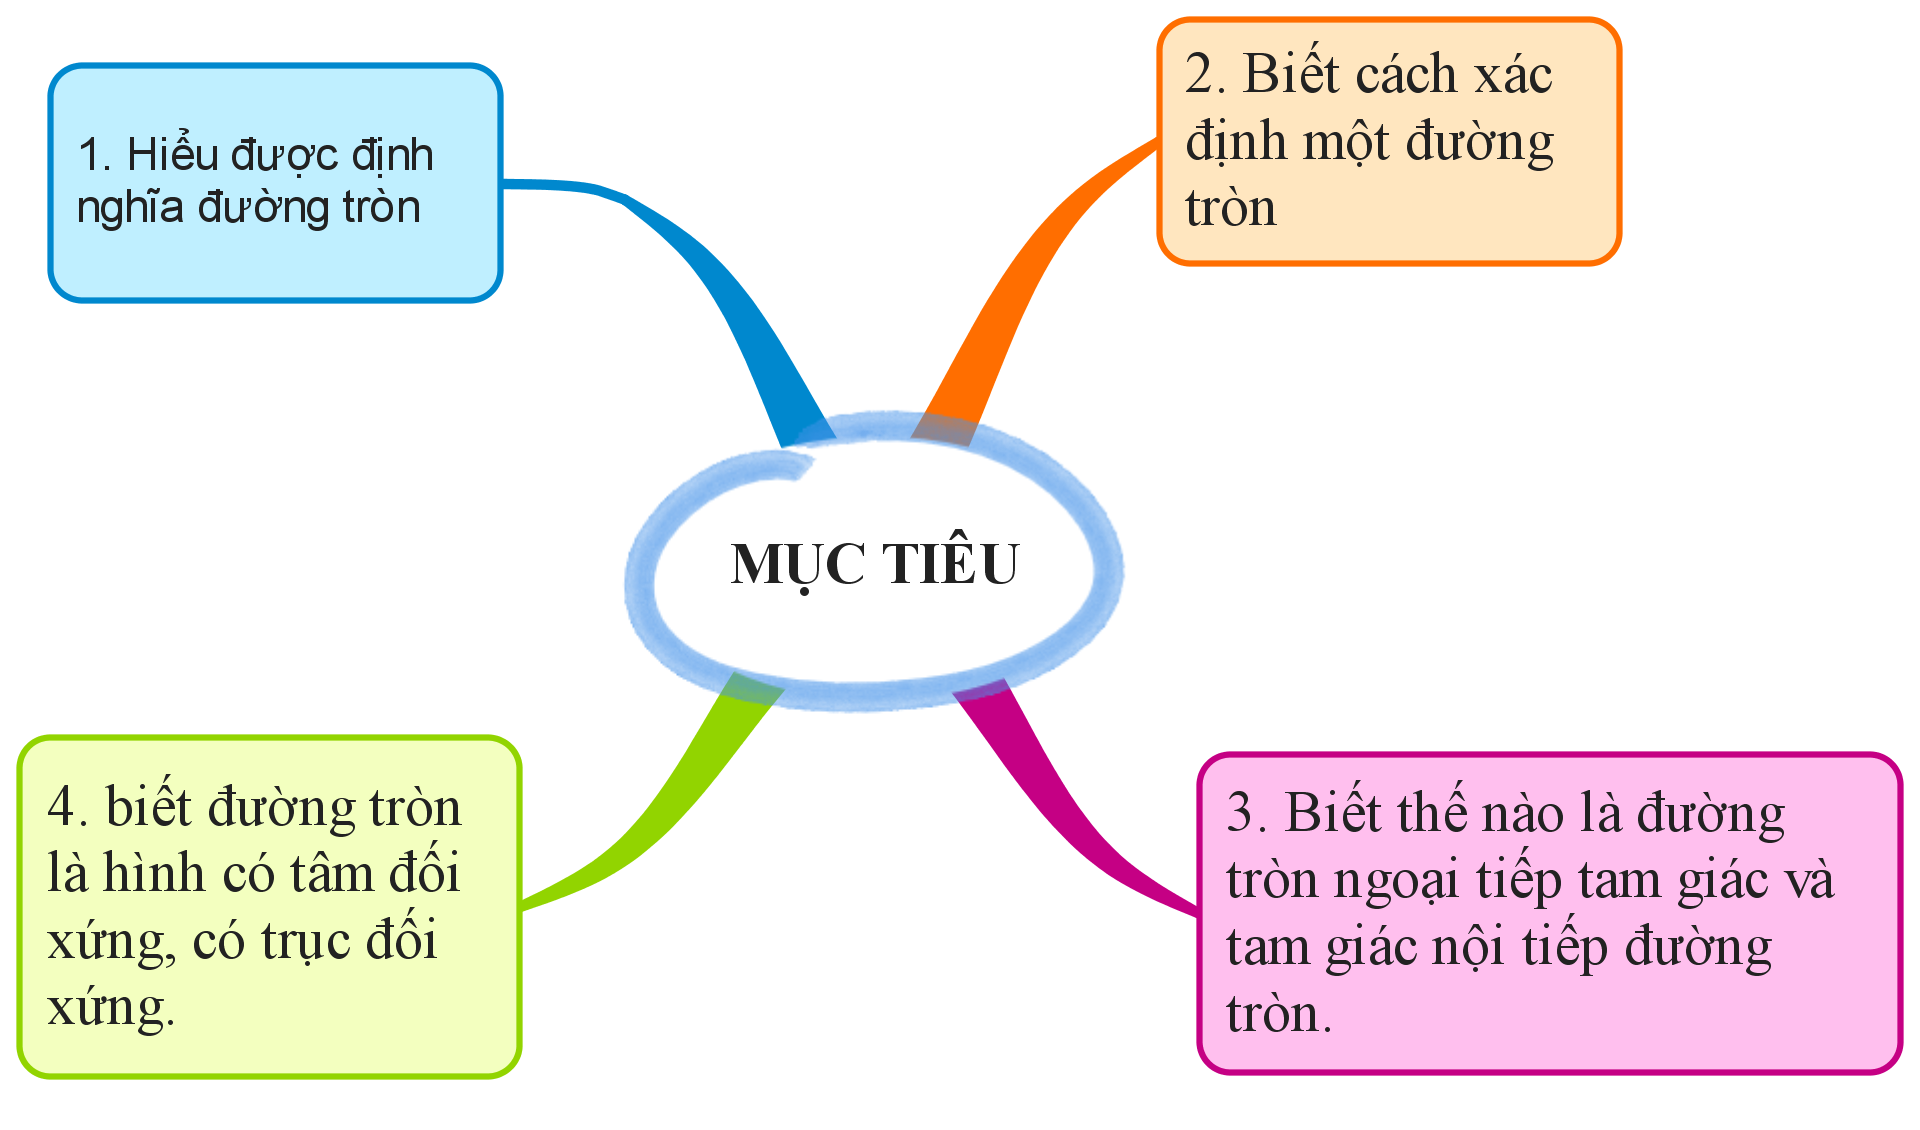 1. Hiểu được định
nghĩa đường tròn
2. Biết cách xác
định một đường
tròn
MỤC TIÊU
4. biết đường tròn
là hình có tâm đối
xứng, có trục đối
xứng.
3. Biết thế nào là đường
tròn ngoại tiếp tam giác và
tam giác nội tiếp đường
tròn.